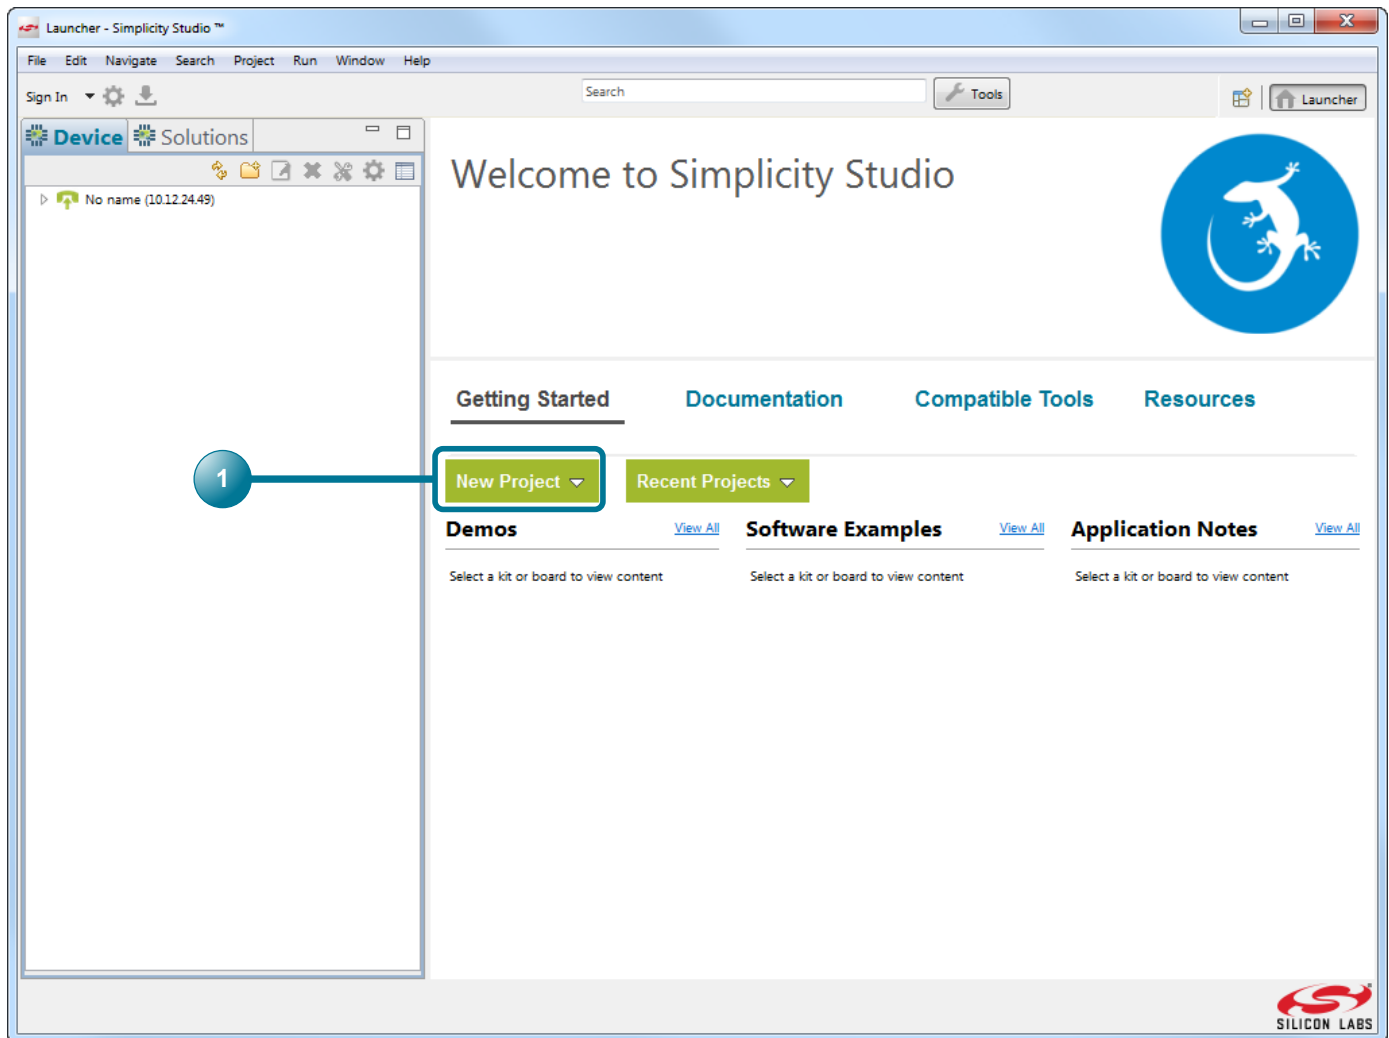 Launcher - Simplicity Studio ™
File Edit Navigate Search Project Run Window Help
Sign In Search Tools Launcher
Device Solutions
No name (10.12.24.49)
Welcome to Simplicity Studio
Getting Started Documentation Compatible Tools Resources
1
New Project Recent Projects
Demos View All Software Examples View All Application Notes View All
Select a kit or board to view content Select a kit or board to view content Select a kit or board to view content
SILICON LABS